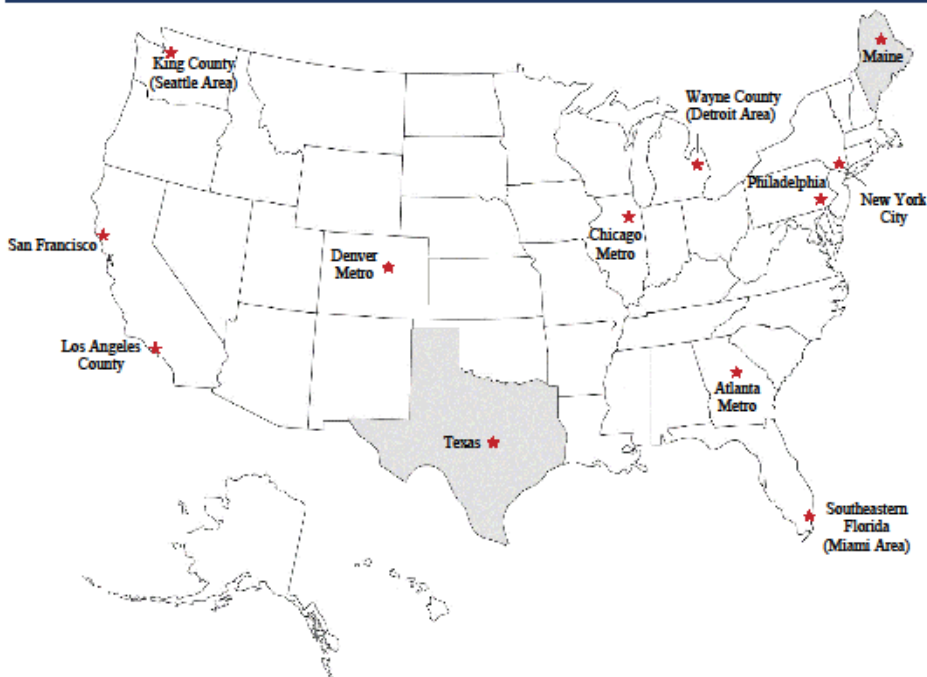 King County
(Seattle Area)
Maine
Wayne County
(Detroit Area)
Philadelphia
New York
City
San Francisco
Chicago
Metro
Denver
Metro
Los Angeles
County
Atlanta
Metro
Texas
Southeastern
Florida
(Miami Area)